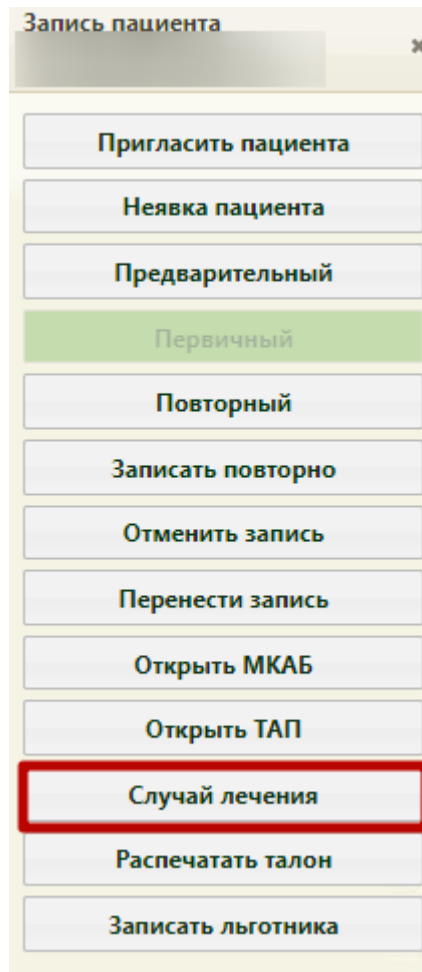 Запись пациента
Пригласить пациента
Неявка пациента
Предварительный
Первичный
Повторный
Записать повторно
Отменить запись
Перенести запись
Открыть МКАБ
Открыть ТАП
Случай лечения
Распечатать талон
Записать льготника